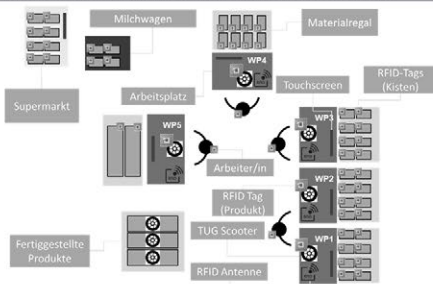 Milchwagen
Materialregal
WP4
Touchscreen
RFID-Tags
(Kisten)
Supermarkt
Arbeitsplatz
WP3
WP5
Arbeiter/in
WP2
RFID Tag
(Produkt)
TUG Scooter
WP1
Fertiggestellte
Produkte
RFID Antenne